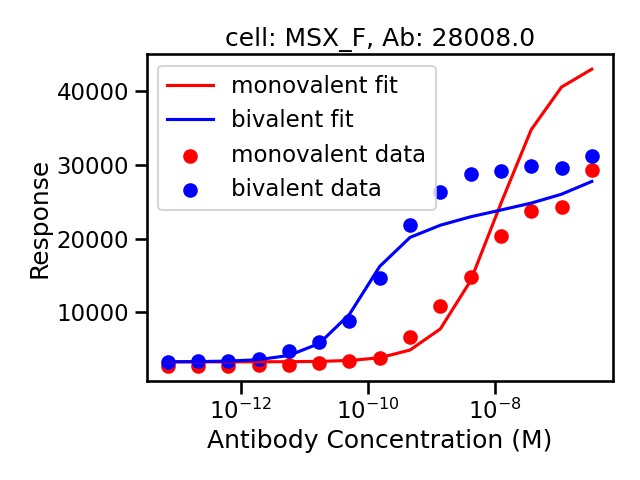 cell: MSX_F, Ab: 28008.0
monovalent fit
bivalent fit
monovalent data
bivalent data
Response
40000
30000
20000
10000
10⁻¹² 10⁻¹⁰ 10⁻⁸
Antibody Concentration (M)